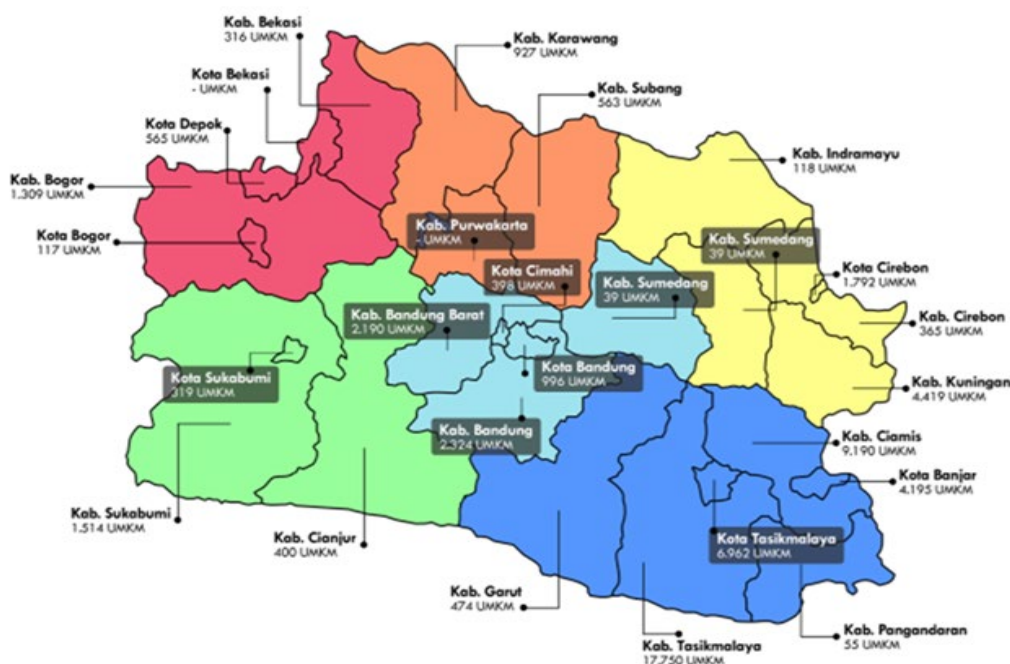 Kab. Bekasi
316 UMKM
Kab. Karawang
927 UMKM
Kota Bekasi
- UMKM
Kab. Subang
563 UMKM
Kota Depok
565 UMKM
Kab. Indramayu
118 UMKM
Kab. Bogor
1.309 UMKM
Kab. Purwakarta
- UMKM
Kab. Sumedang
39 UMKM
Kota Bogor
117 UMKM
Kota Cimahi
398 UMKM
Kab. Sumedang
39 UMKM
Kota Cirebon
1.792 UMKM
Kab. Bandung Barat
2.190 UMKM
Kab. Cirebon
365 UMKM
Kota Sukabumi
319 UMKM
Kota Bandung
996 UMKM
Kab. Kuningan
4.419 UMKM
Kab. Bandung
2.324 UMKM
Kab. Ciamis
9.190 UMKM
Kota Banjar
4.195 UMKM
Kab. Sukabumi
1.514 UMKM
Kab. Cianjur
400 UMKM
Kota Tasikmalaya
6.962 UMKM
Kab. Garut
474 UMKM
Kab. Pangandaran
55 UMKM
Kab. Tasikmalaya
17.750 UMKM